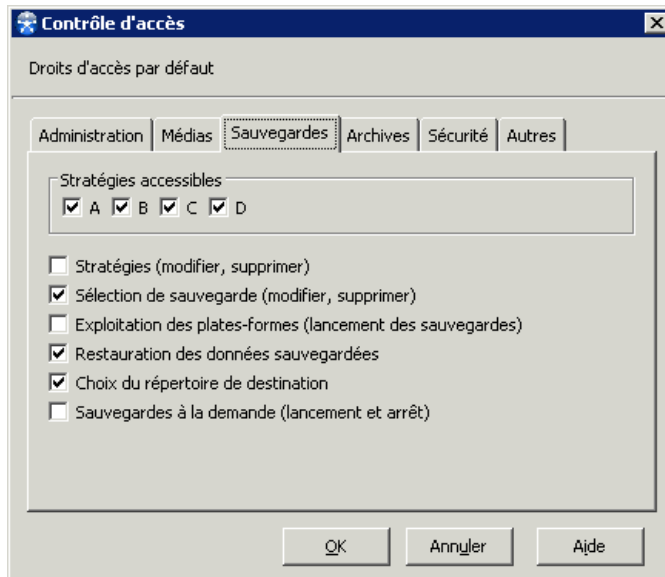 Contrôle d'accès
Droits d'accès par défaut
Administration Médias Sauvegardes Archives Sécurité Autres
Stratégies accessibles
A B C D
Stratégies (modifier, supprimer)
Sélection de sauvegarde (modifier, supprimer)
Exploitation des plates-formes (lancement des sauvegardes)
Restauration des données sauvegardées
Choix du répertoire de destination
Sauvegardes à la demande (lancement et arrêt)
OK Annuler Aide